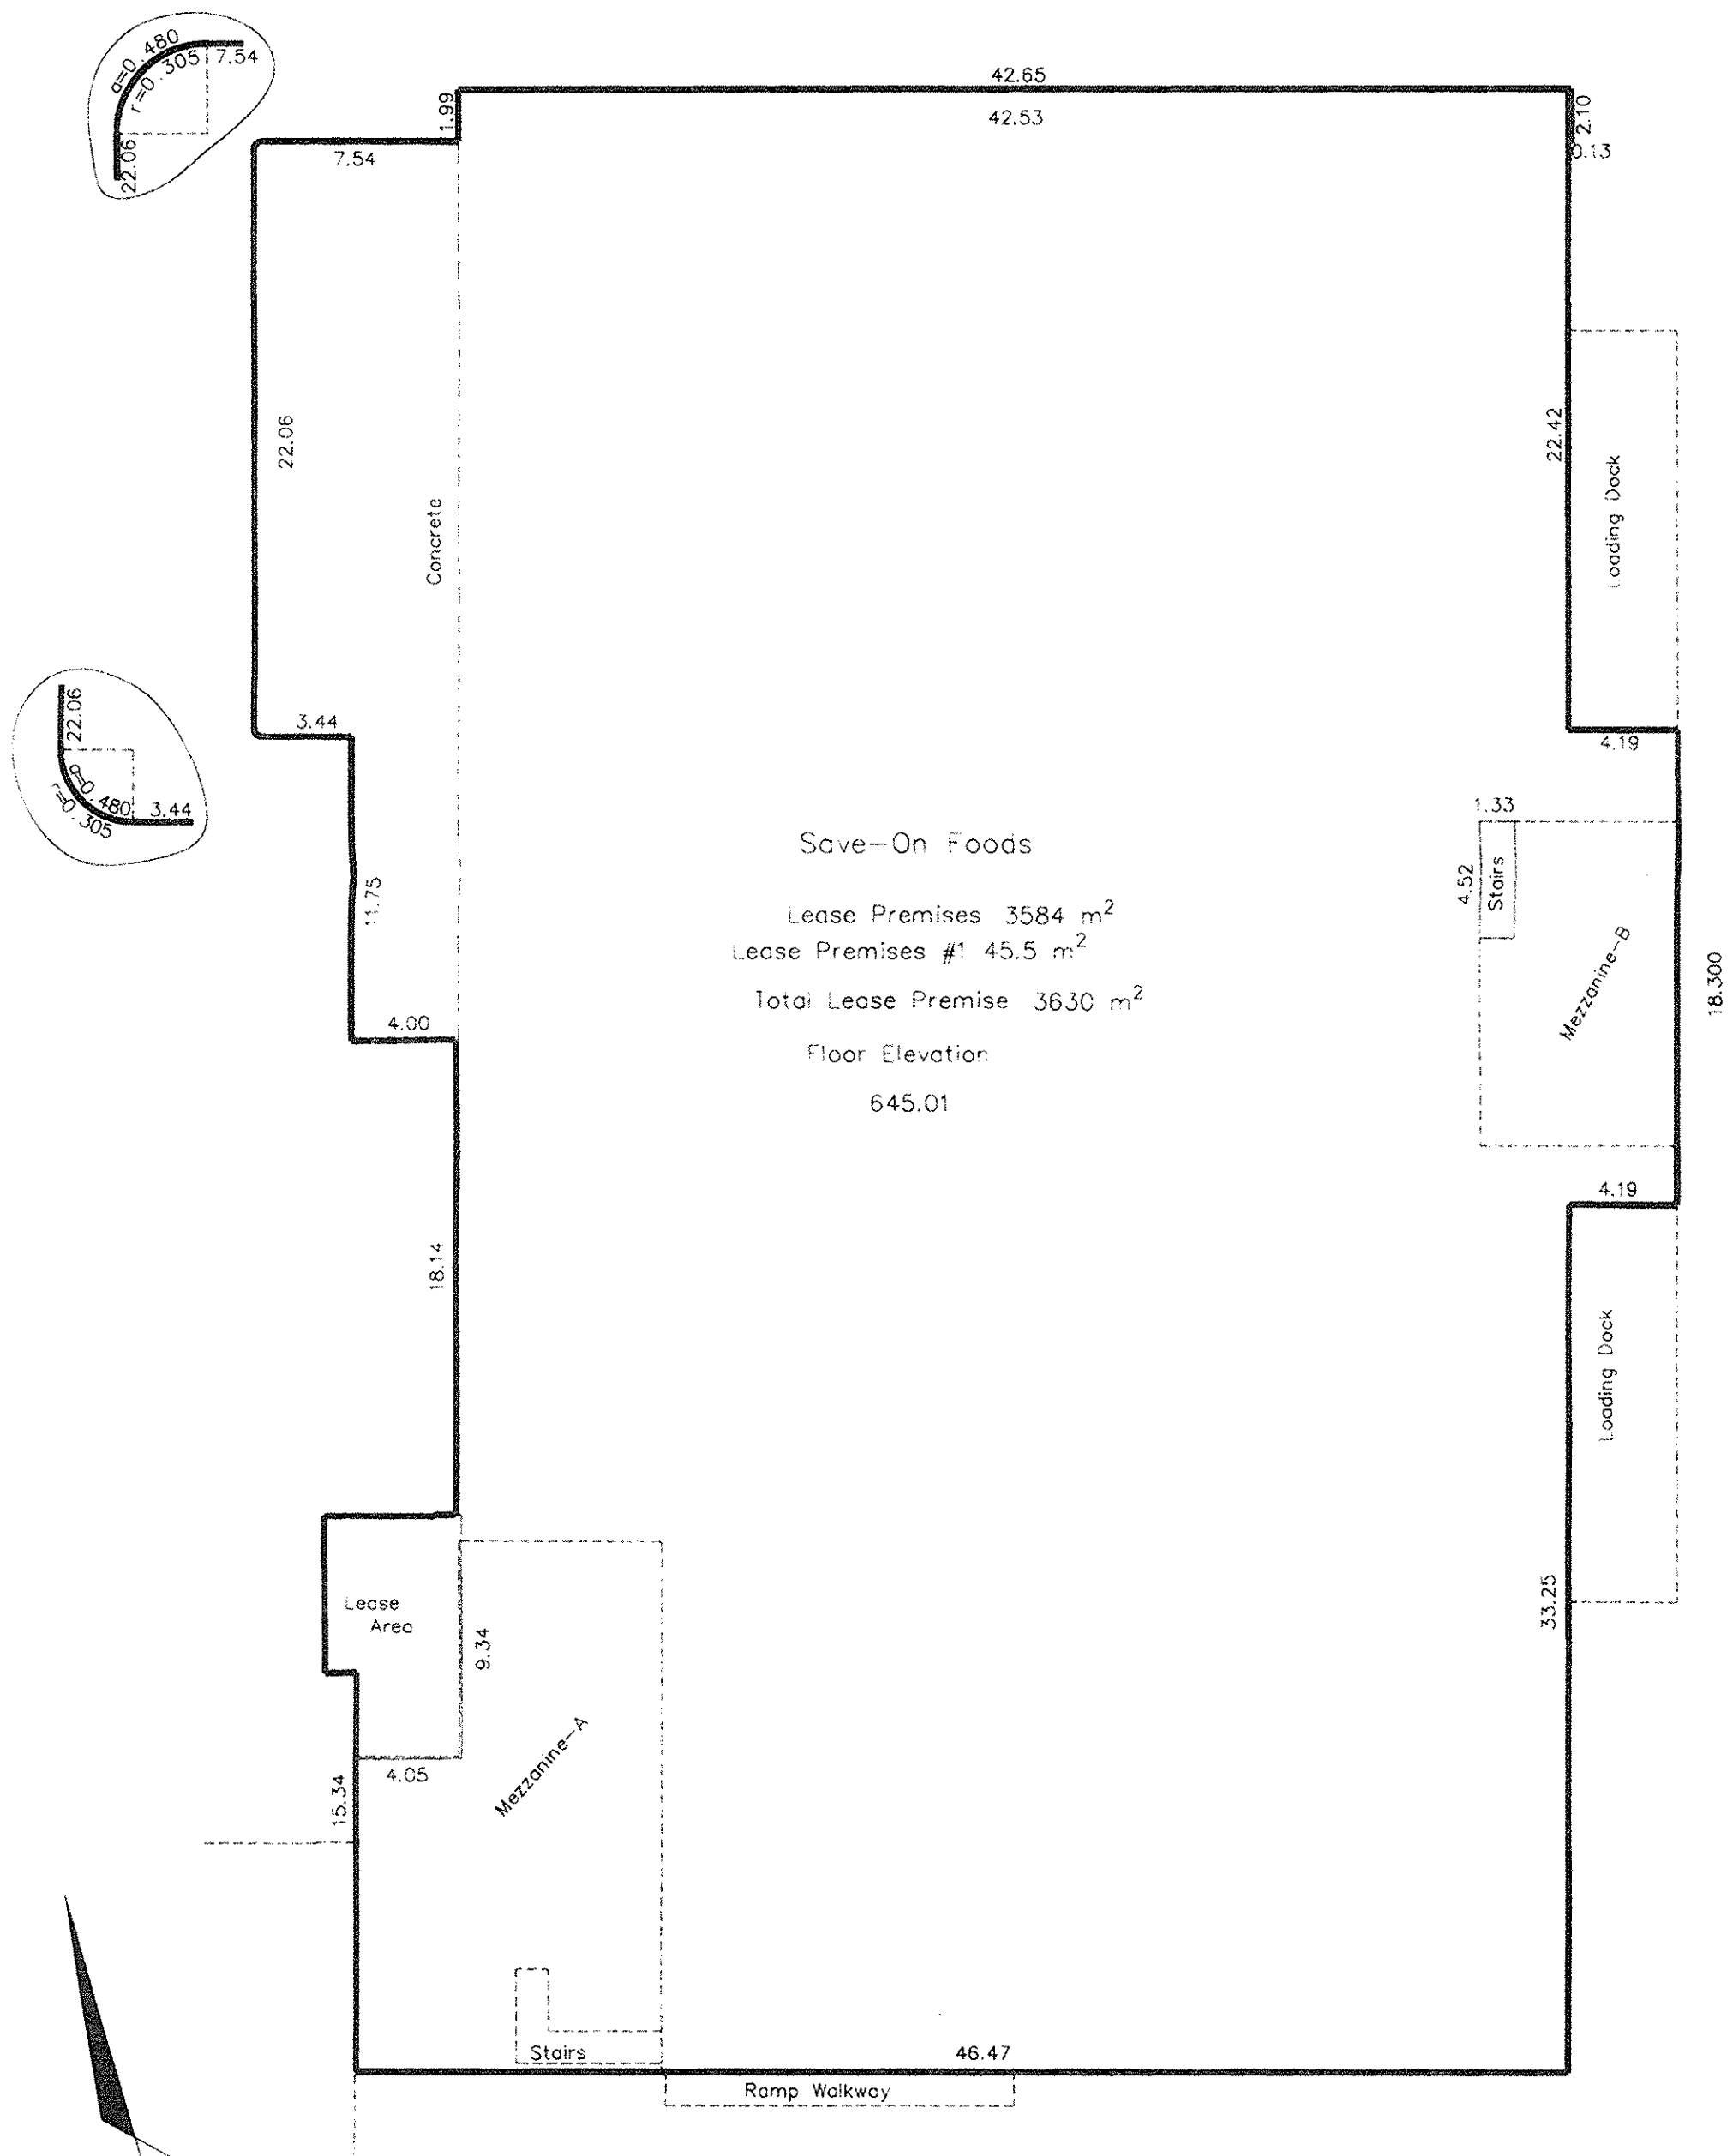 a=0.480
r=0.305
7.54
22.06
42.65
42.53
1.99
2.10
0.13
7.54
22.06
Concrete
22.42
Loading Dock
22.06
a=0.480
r=0.305
3.44
3.44
4.19
1.33
4.52
Stairs
Mezzanine-B
18.300
11.75
Save-On Foods
Lease Premises 3584 m²
Lease Premises #1 45.5 m²
Total Lease Premise 3630 m²
Floor Elevation
645.01
4.00
4.19
18.14
Loading Dock
33.25
Lease
Area
9.34
4.05
15.34
Mezzanine-A
Stairs
46.47
Ramp Walkway